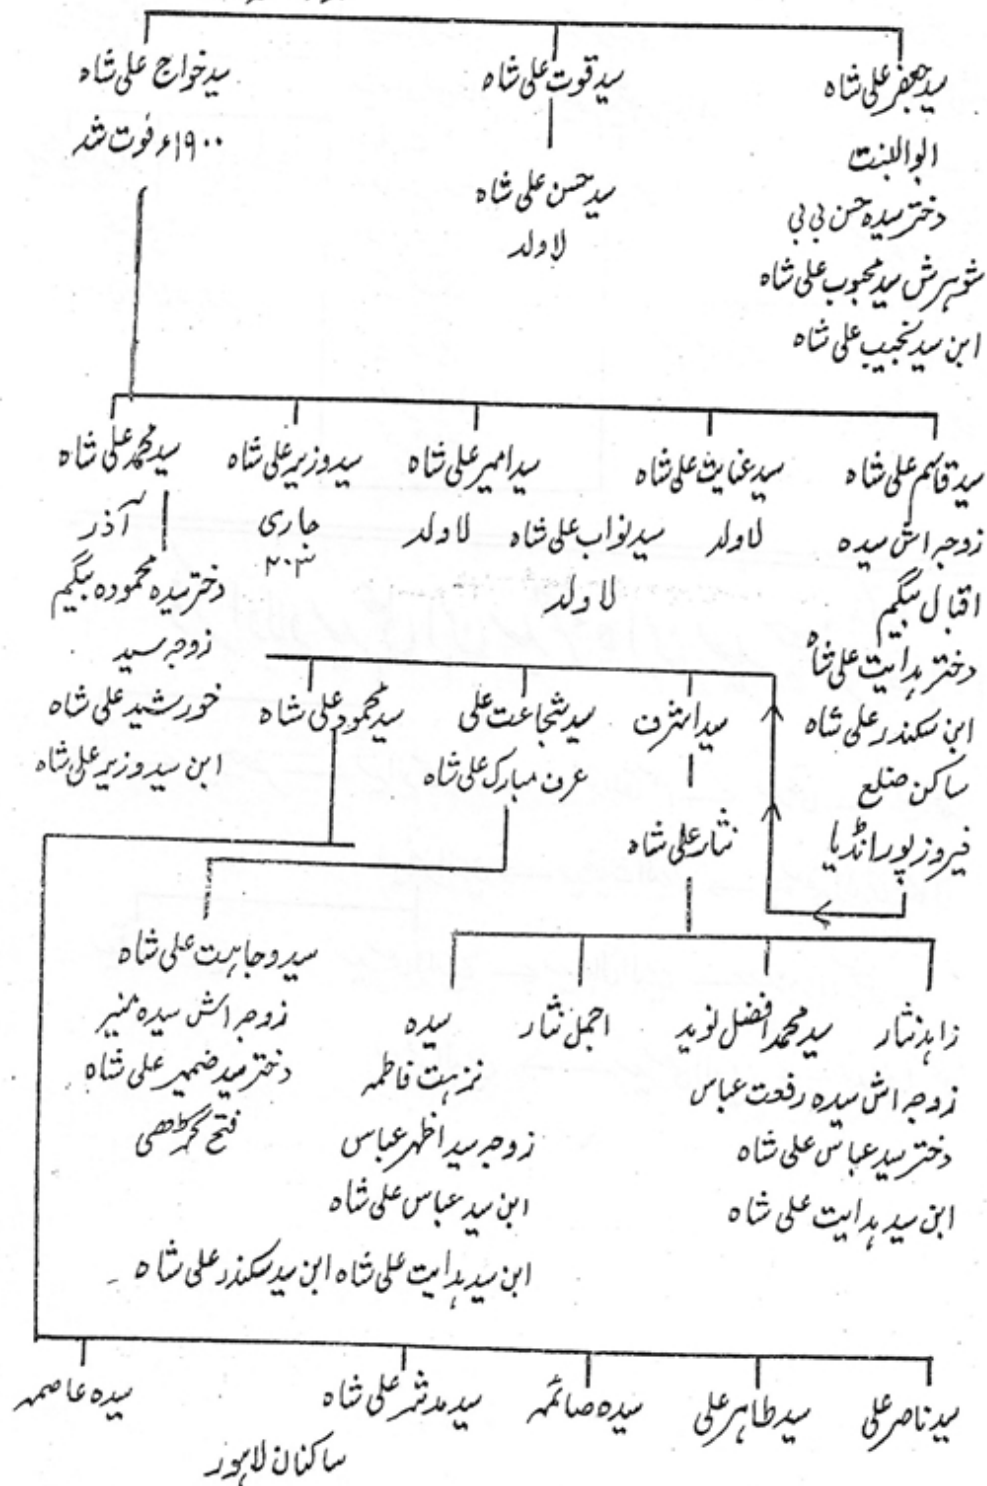 سید جعفر علی شاہ
ابوالبنت
دختر سیدہ حسن بی بی
شوہرش سید محبوب علی شاہ
ابن سید نجیب علی شاہ
سید قوت علی شاہ
سید حسن علی شاہ
لاولد
سید خواج علی شاہ
۱۹۰۰ء فوت شد
سید قاسم علی شاہ
زوجہ اش سیدہ
اقبال بیگم
دختر ہدایت علی شاہ
ابن سکندر علی شاہ
ساکن ضلع
فیروز پور انڈیا
سید عنایت علی شاہ
لاولد
سید نواب علی شاہ
لاولد
سید امیر علی شاہ
لاولد
سید وزیر علی شاہ
جاری
۲۰۳
سید محمد علی شاہ
آذر
دختر سیدہ محمودہ بیگم
زوجہ سید
خورشید علی شاہ
ابن سید وزیر علی شاہ
سید اشرف
نثار علی شاہ
سید شجاعت علی
عرف مبارک علی شاہ
سید محمود علی شاہ
زاہد نثار
سید محمد افضل نوید
زوجہ اش سیدہ رفعت عباس
دختر سید عباس علی شاہ
ابن سید ہدایت علی شاہ
اجمل نثار
سیدہ
نزہت فاطمہ
زوجہ سید اظہر عباس
ابن سید عباس علی شاہ
ابن سید ہدایت علی شاہ ابن سید سکندر علی شاہ
سید وجاہت علی شاہ
زوجہ اش سیدہ منیر
دختر سید ضمیر علی شاہ
فتح گڑھی
سید ناصر علی
سید طاہر علی
سیدہ صائمہ
سید مدثر علی شاہ
سیدہ عاصمہ
ساکنان لاہور